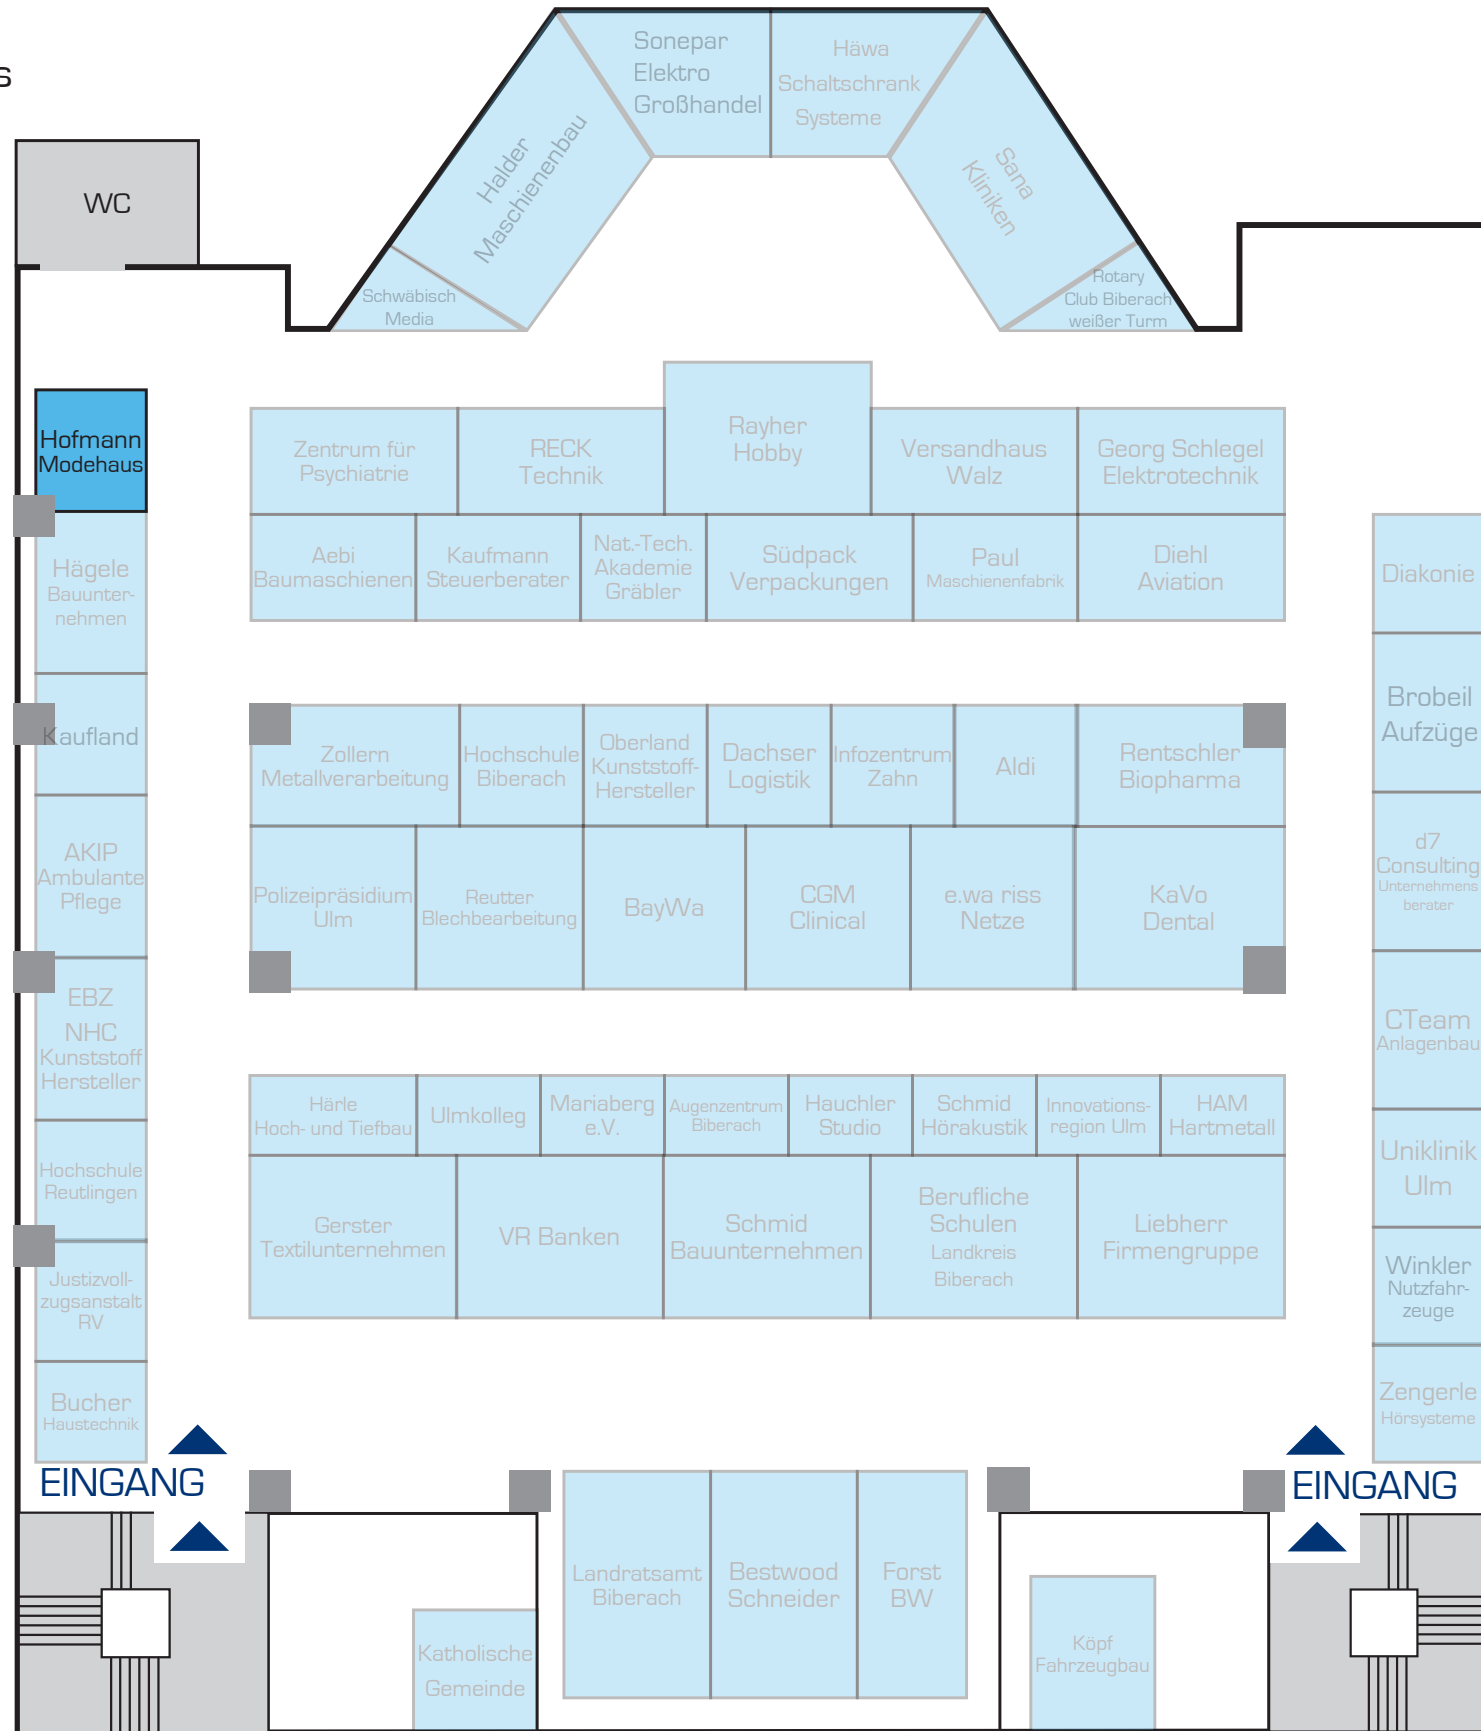 s
Sonepar
Elektro
Großhandel
Häwa
Schaltschrank
Systeme
Halder
Maschienenbau
Sana
Kliniken
WC
Schwäbisch
Media
Rotary
Club Biberach
weißer Turm
Hofmann
Modehaus
Zentrum für
Psychiatrie
RECK
Technik
Rayher
Hobby
Versandhaus
Walz
Georg Schlegel
Elektrotechnik
Aebi
Baumaschienen
Kaufmann
Steuerberater
Nat.-Tech.
Akademie
Gräbler
Südpack
Verpackungen
Paul
Maschienenfabrik
Diehl
Aviation
Hägele
Bauunter-
nehmen
Kaufland
AKIP
Ambulante
Pflege
EBZ
NHC
Kunststoff
Hersteller
Hochschule
Reutlingen
Justizvoll-
zugsanstalt
RV
Bucher
Haustechnik
Zollern
Metallverarbeitung
Hochschule
Biberach
Oberland
Kunststoff-
Hersteller
Dachser
Logistik
Infozentrum
Zahn
Aldi
Rentschler
Biopharma
Polizeipräsidium
Ulm
Reutter
Blechbearbeitung
BayWa
CGM
Clinical
e.wa riss
Netze
KaVo
Dental
Härle
Hoch- und Tiefbau
Ulmkolleg
Mariaberg
e.V.
Augenzentrum
Biberach
Hauchler
Studio
Schmid
Hörakustik
Innovations-
region Ulm
HAM
Hartmetall
Gerster
Textilunternehmen
VR Banken
Schmid
Bauunternehmen
Berufliche
Schulen
Landkreis
Biberach
Liebherr
Firmengruppe
Diakonie
Brobeil
Aufzüge
d7
Consulting
Unternehmens
berater
CTeam
Anlagenbau
Uniklinik
Ulm
Winkler
Nutzfahr-
zeuge
Zengerle
Hörsysteme
EINGANG
EINGANG
Landratsamt
Biberach
Bestwood
Schneider
Forst
BW
Katholische
Gemeinde
Köpf
Fahrzeugbau